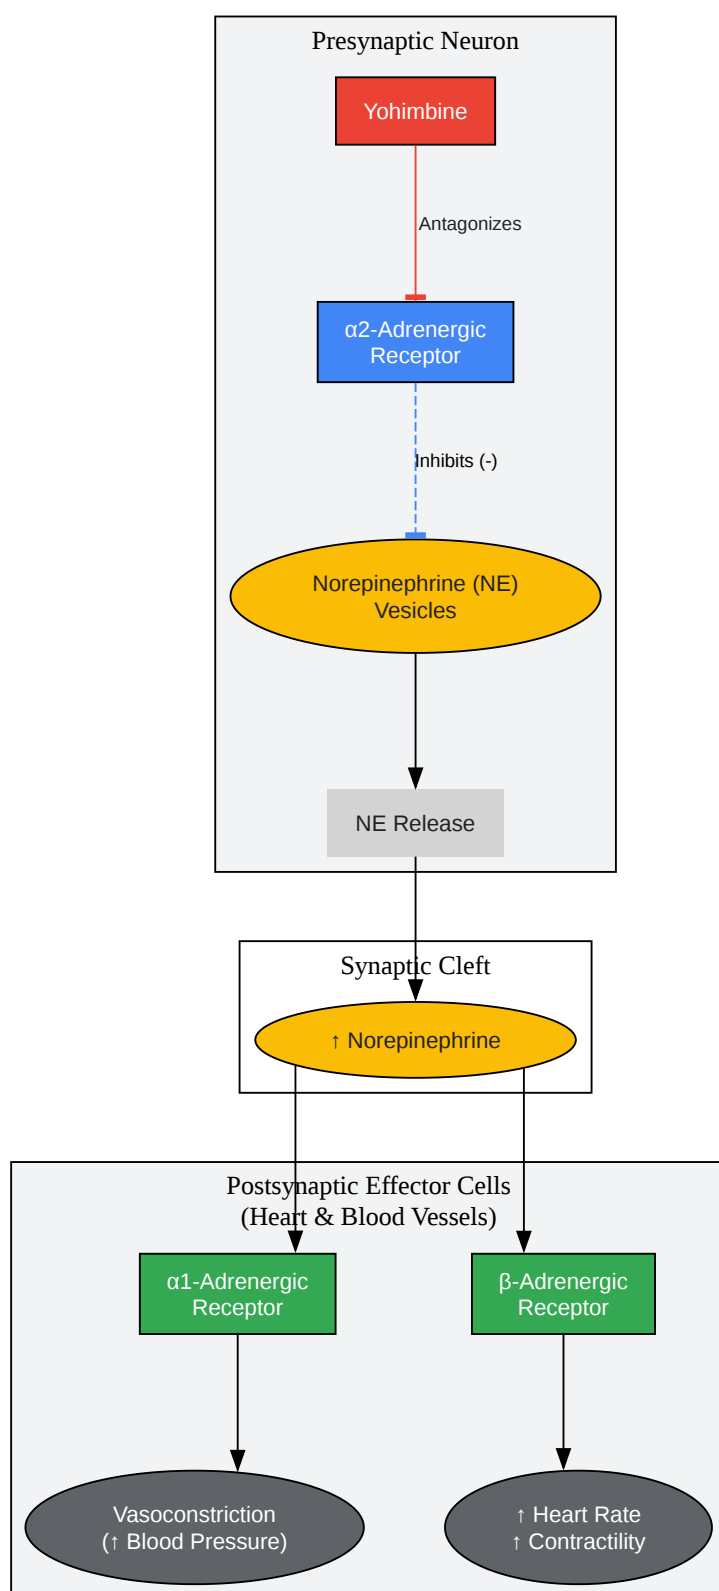 Presynaptic Neuron
Yohimbine
Antagonizes
α2-Adrenergic
Receptor
Inhibits (-)
Norepinephrine (NE)
Vesicles
NE Release
Synaptic Cleft
↑ Norepinephrine
Postsynaptic Effector Cells
(Heart & Blood Vessels)
α1-Adrenergic
Receptor
β-Adrenergic
Receptor
Vasoconstriction
(↑ Blood Pressure)
↑ Heart Rate
↑ Contractility